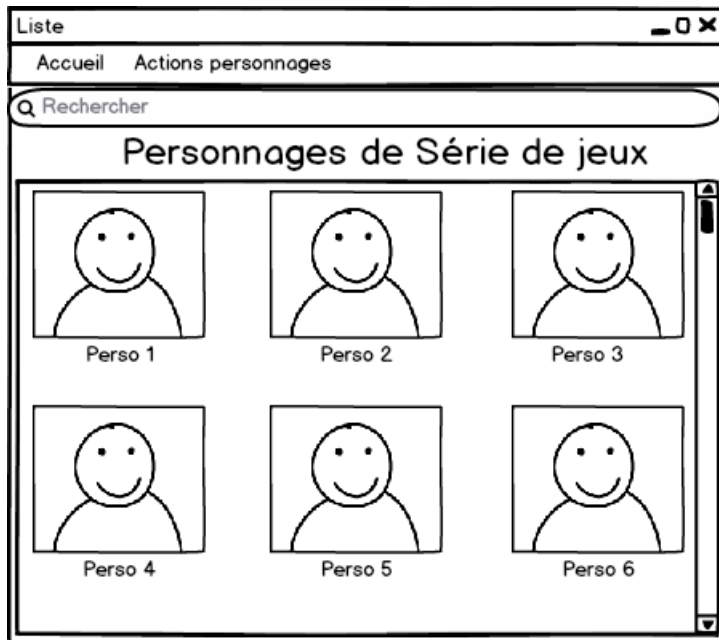 Liste
Accueil Actions personnages
Rechercher
Personnages de Série de jeux
Perso 1 Perso 2 Perso 3
Perso 4 Perso 5 Perso 6